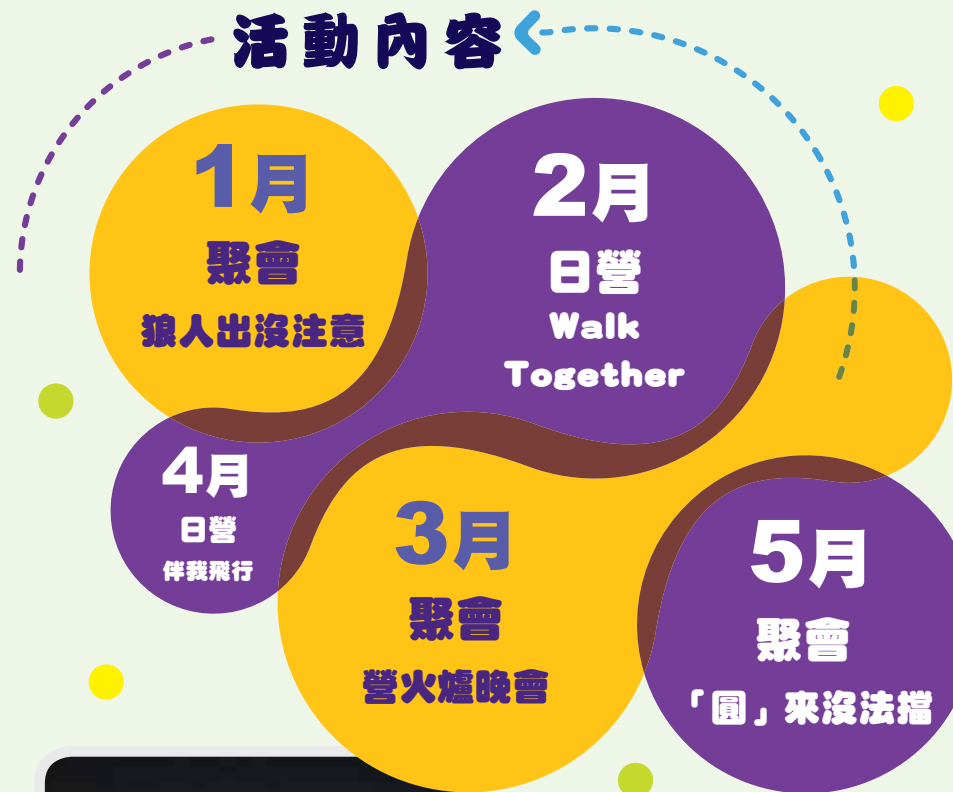 活動內容
1月
聚會
狼人出沒注意
2月
日營
Walk
Together
3月
聚會
營火爐晚會
4月
日營
伴我飛行
5月
聚會
「圓」來沒法擋